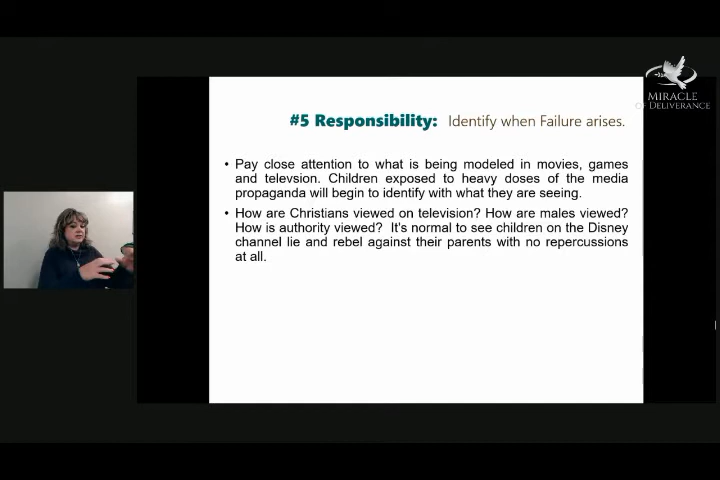 MIRACLE
OF DELIVERANCE
#5 Responsibility: Identify when Failure arises.
• Pay close attention to what is being modeled in movies, games
and televsion. Children exposed to heavy doses of the media
propaganda will begin to identify with what they are seeing.
• How are Christians viewed on television? How are males viewed?
How is authority viewed? It's normal to see children on the Disney
channel lie and rebel against their parents with no repercussions
at all.